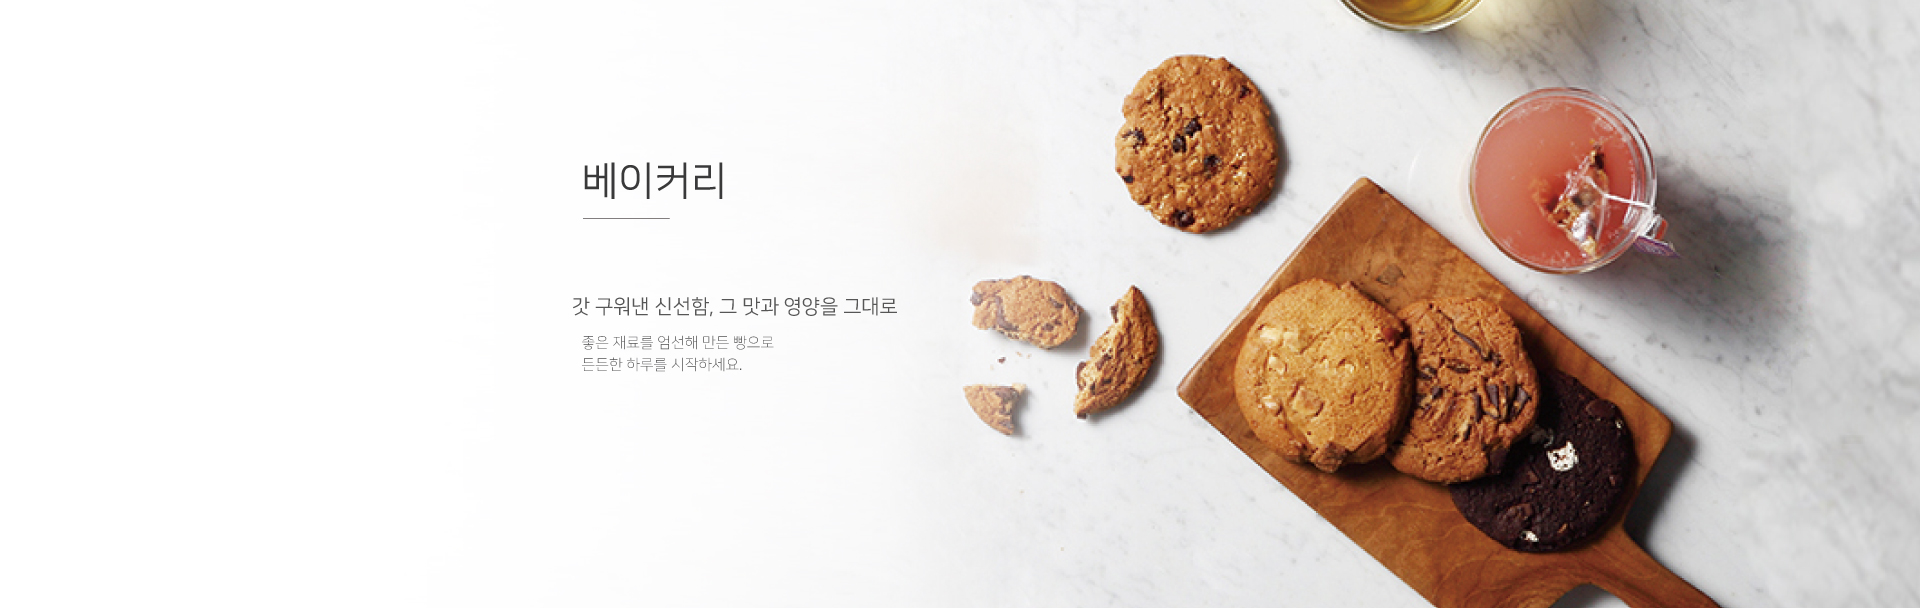 베이커리
갓 구워낸 신선함, 그 맛과 영양을 그대로
좋은 재료를 엄선해 만든 빵으로
든든한 하루를 시작하세요.